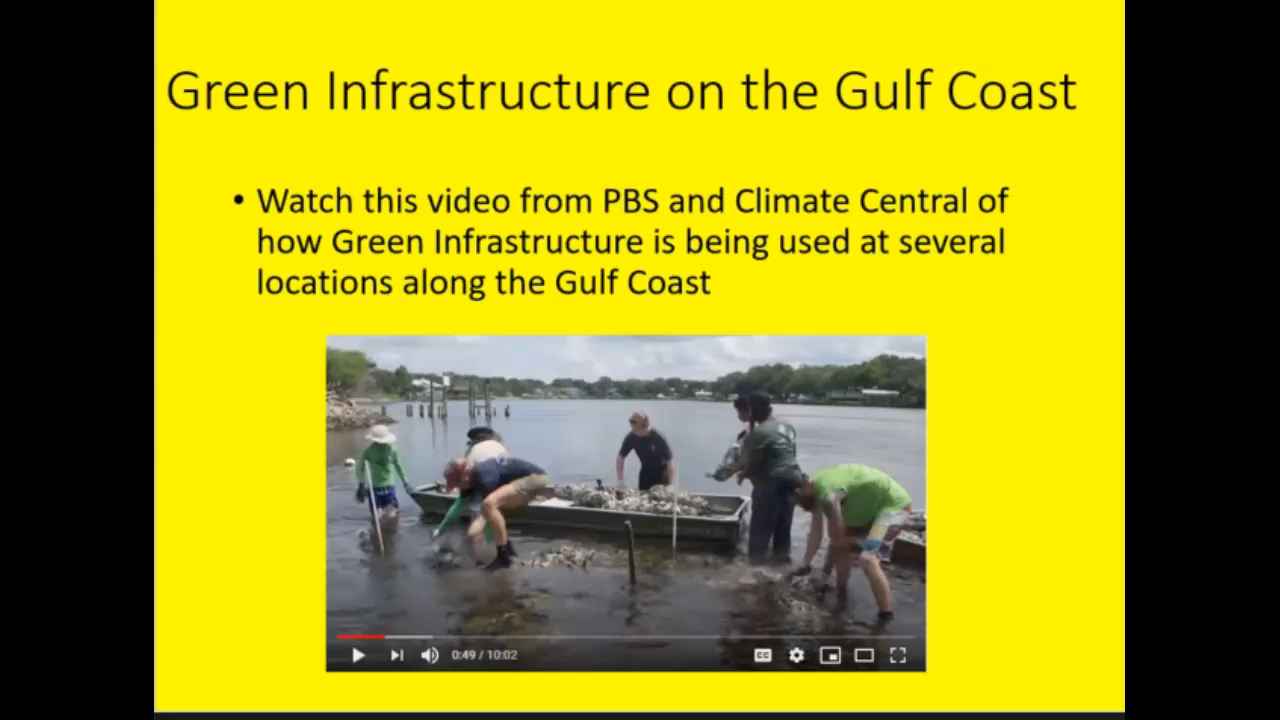 Green Infrastructure on the Gulf Coast
• Watch this video from PBS and Climate Central of
how Green Infrastructure is being used at several
locations along the Gulf Coast
0:49 / 10:02
CC